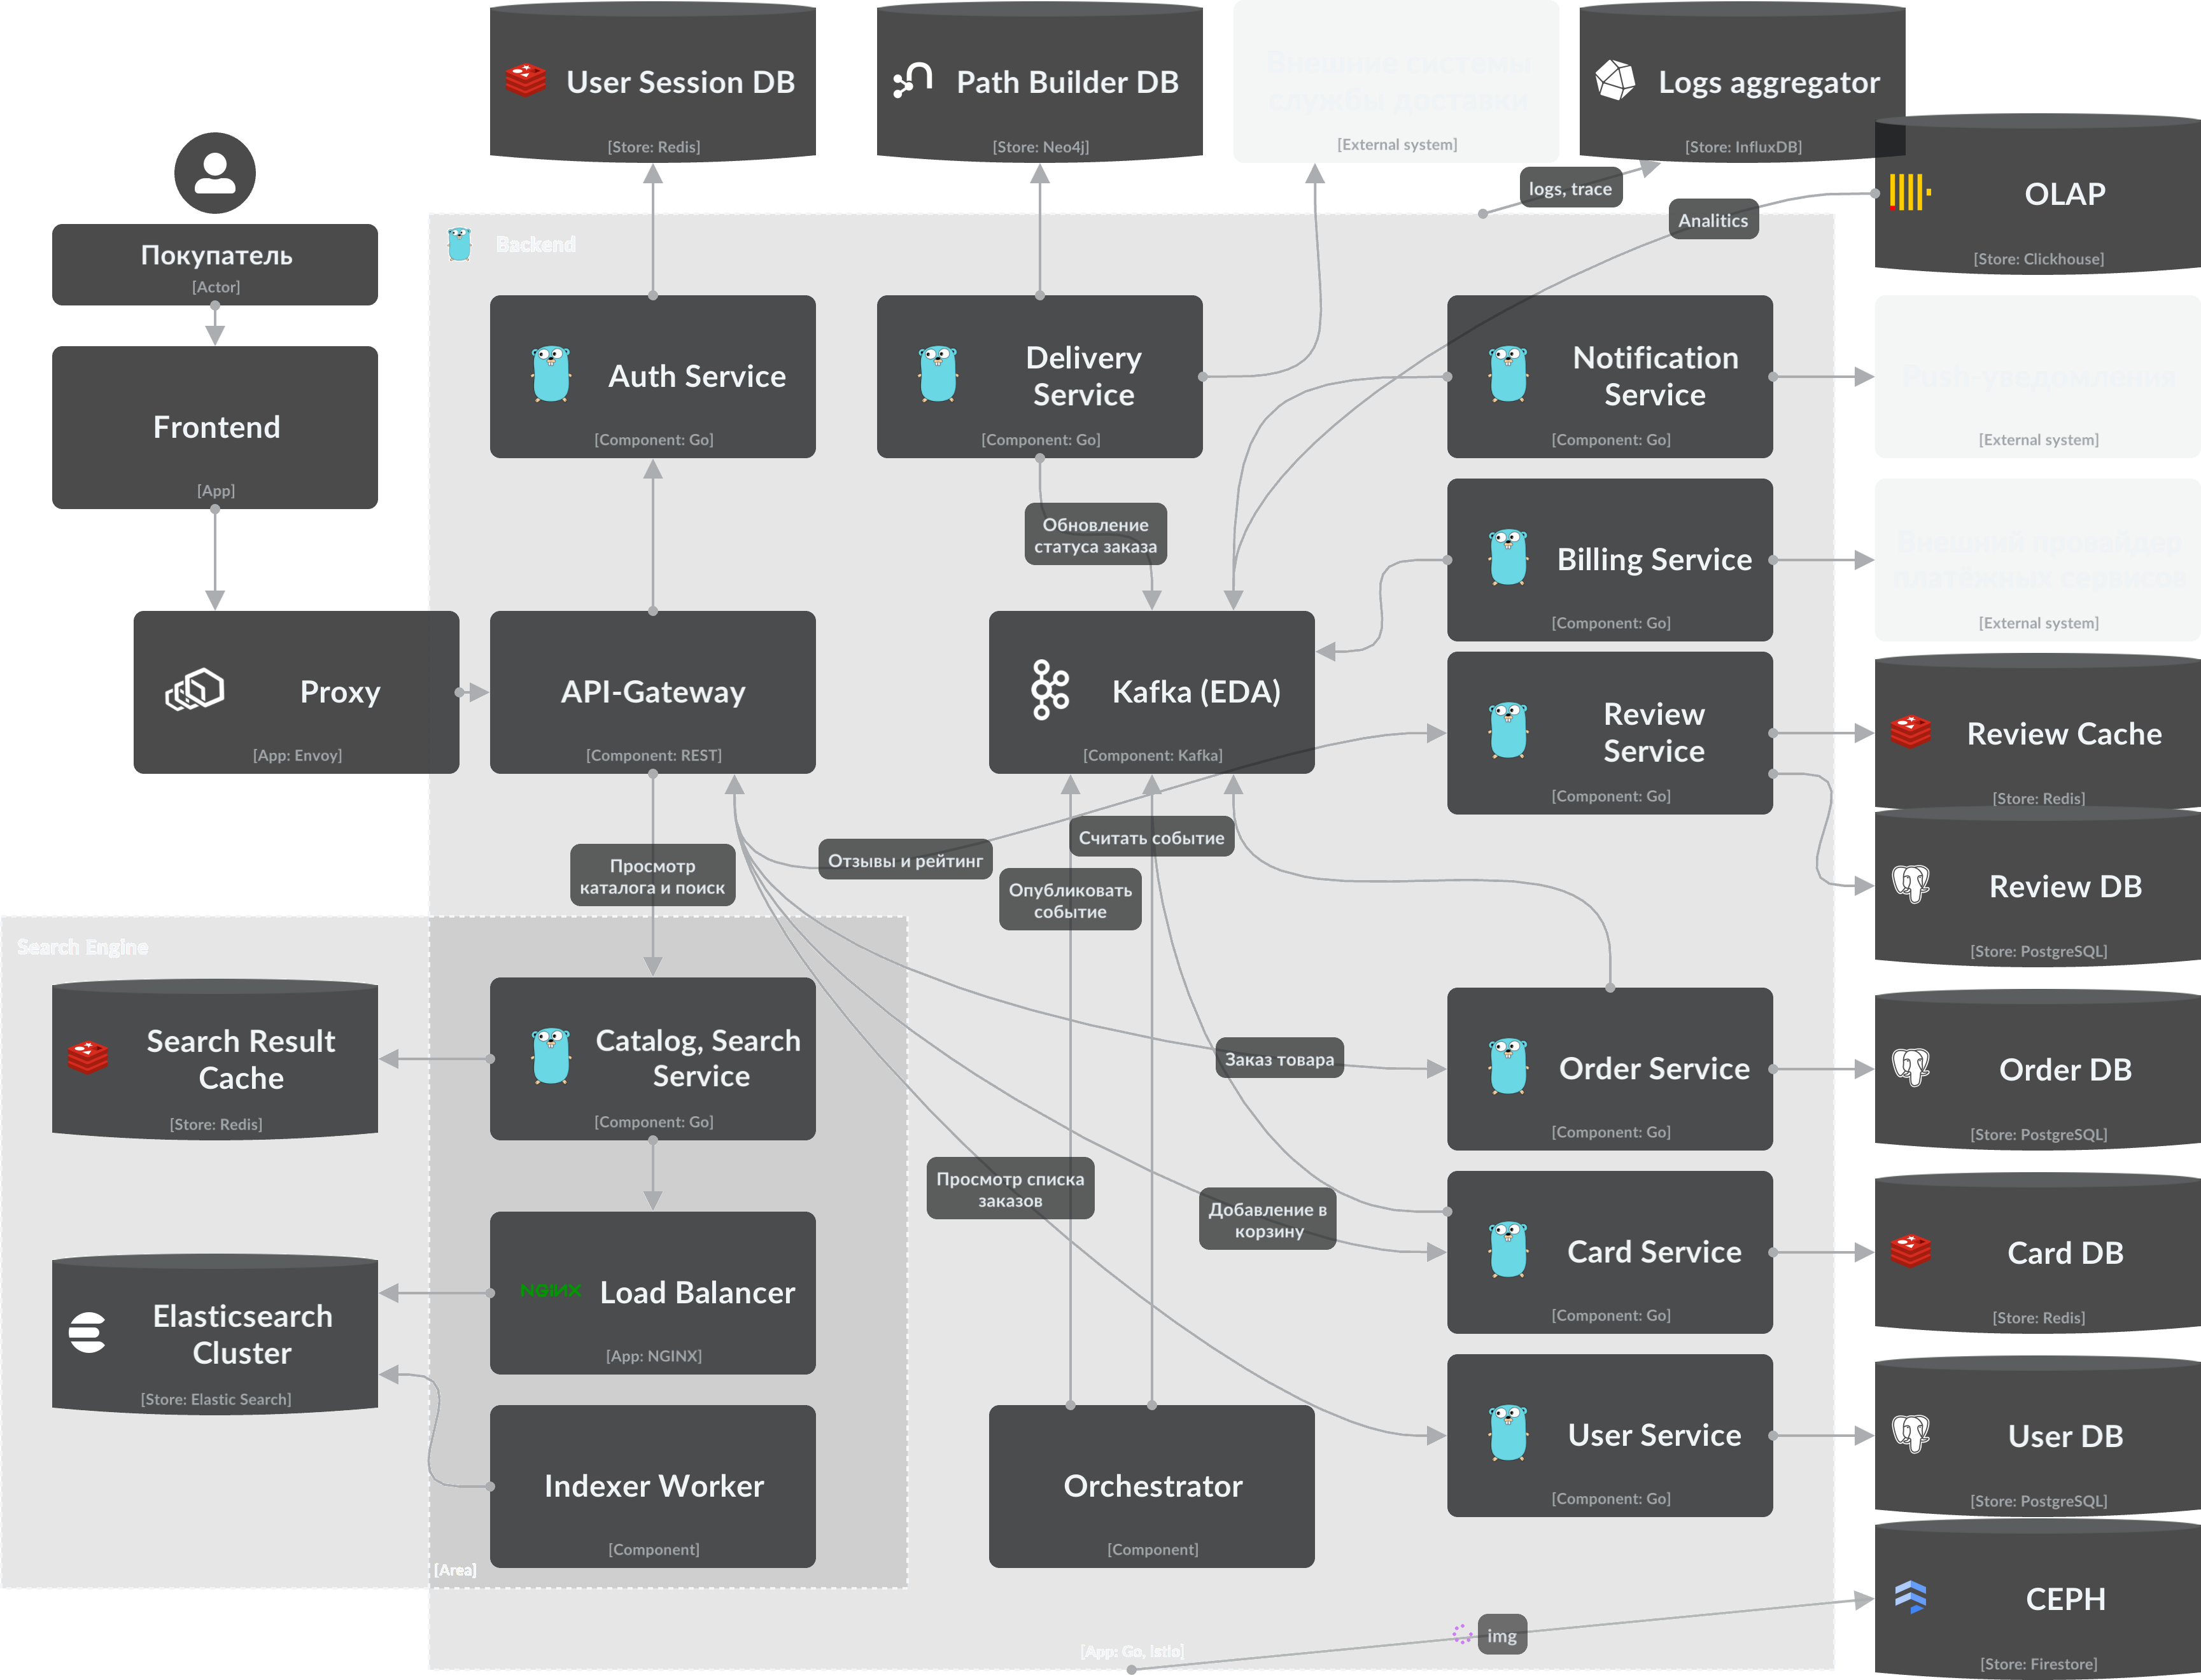 User Session DB
[Store: Redis]
Path Builder DB
[Store: Neo4j]
Внешние системы
службы доставки
[External system]
Logs aggregator
[Store: InfluxDB]
logs, trace
OLAP
[Store: Clickhouse]
Analitics
Покупатель
[Actor]
Backend
Frontend
[App]
Auth Service
[Component: Go]
Delivery
Service
[Component: Go]
Notification
Service
[Component: Go]
Push-уведомления
[External system]
Обновление
статуса заказа
Billing Service
[Component: Go]
Внешний провайдер
платёжных сервисов
[External system]
Proxy
[App: Envoy]
API-Gateway
[Component: REST]
Kafka (EDA)
[Component: Kafka]
Review
Service
[Component: Go]
Review Cache
[Store: Redis]
Просмотр
каталога и поиск
Отзывы и рейтинг
Считать событие
Опубликовать
событие
Review DB
[Store: PostgreSQL]
Search Engine
Search Result
Cache
[Store: Redis]
Catalog, Search
Service
[Component: Go]
Заказ товара
Order Service
[Component: Go]
Order DB
[Store: PostgreSQL]
Просмотр списка
заказов
Добавление в
корзину
Card Service
[Component: Go]
Card DB
[Store: Redis]
Elasticsearch
Cluster
[Store: Elastic Search]
NGINX
Load Balancer
[App: NGINX]
User Service
[Component: Go]
User DB
[Store: PostgreSQL]
Indexer Worker
[Component]
[Area]
Orchestrator
[Component]
CEPH
[Store: Firestore]
img
[App: Go, Istio]